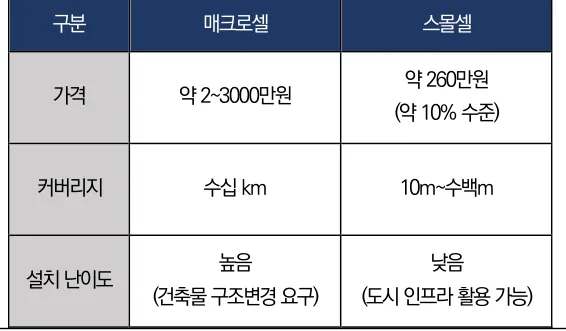 구분 매크로셀 스몰셀
가격 약 2~3000만원 약 260만원
(약 10% 수준)
커버리지 수십 km 10m~수백m
설치 난이도 높음
(건축물 구조변경 요구) 낮음
(도시 인프라 활용 가능)